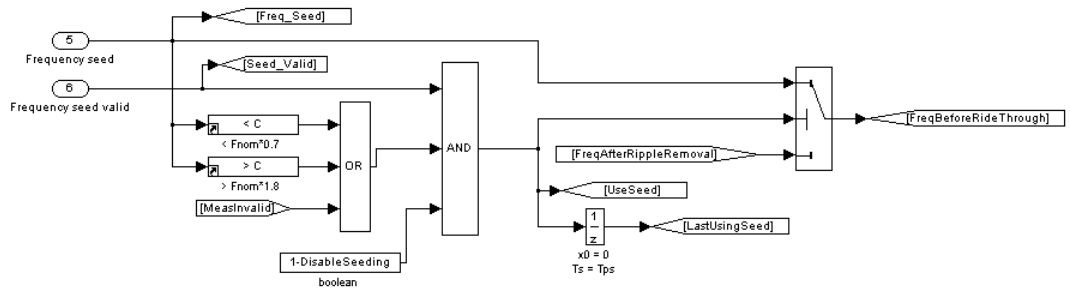 [Freq_Seed]
5
Frequency seed
[Seed_Valid]
6
Frequency seed valid
< C
< Fnom*0.7
> C
> Fnom*1.8
OR
AND
[MeasInvalid]
1-DisableSeeding
boolean
[FreqBeforeRideThrough]
[FreqAfterRippleRemoval]
[UseSeed]
1
z
[LastUsingSeed]
x0 = 0
Ts = Tps